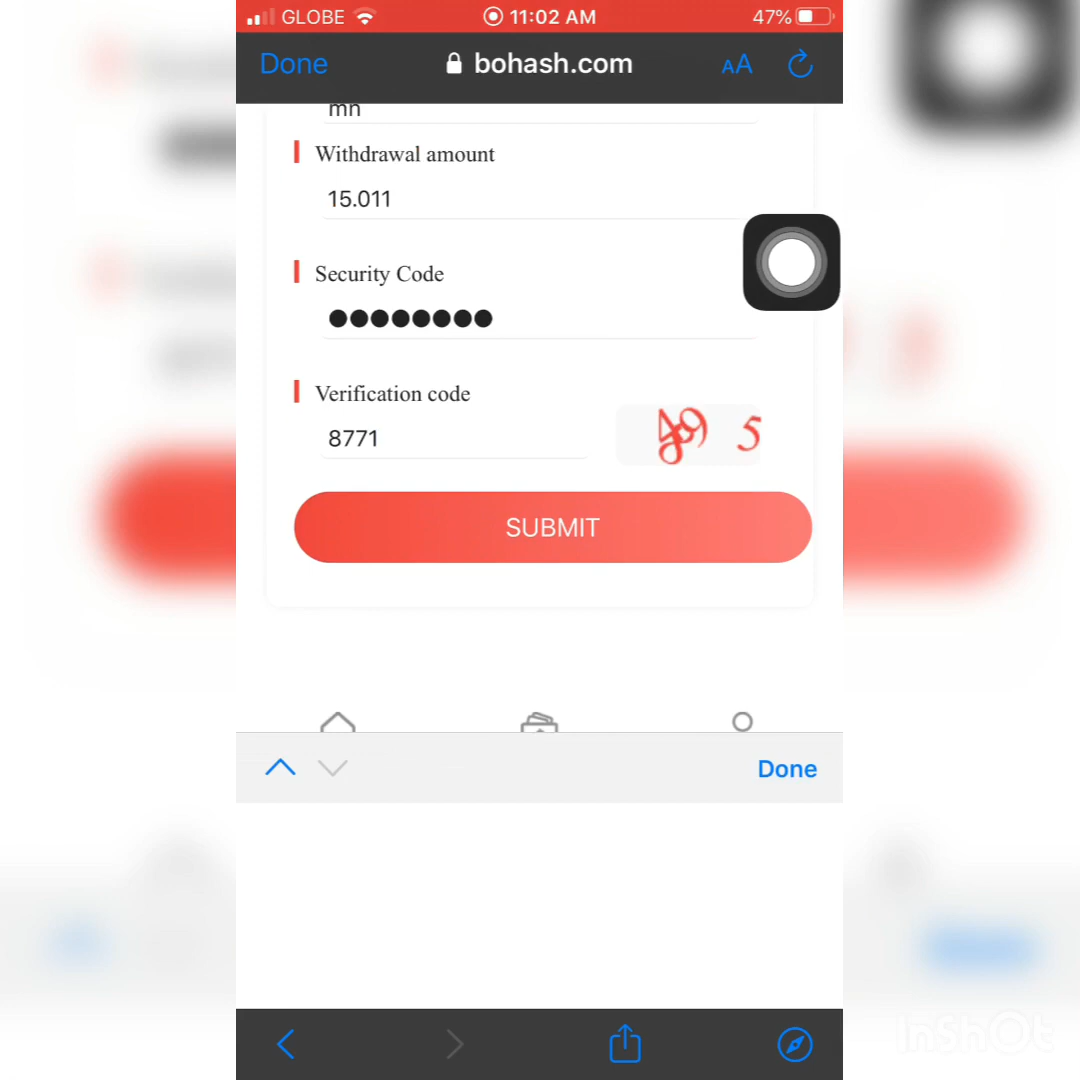 GLOBE 11:02 AM 47%
Done bohash.com AA
mn
Withdrawal amount
15.011
Security Code
●●●●●●●●
Verification code
8771
5
SUBMIT
Done
InShOt